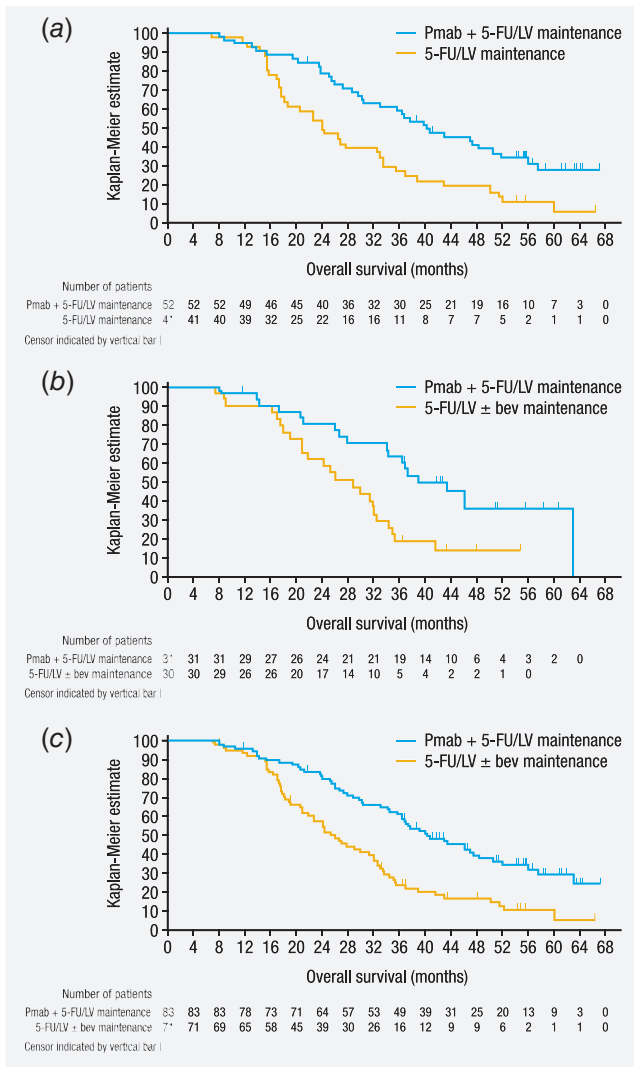 (a)
Pmab + 5-FU/LV maintenance
5-FU/LV maintenance
Kaplan-Meier estimate
100
90
80
70
60
50
40
30
20
10
0
0 4 8 12 16 20 24 28 32 36 40 44 48 52 56 60 64 68
Overall survival (months)
Number of patients
Pmab + 5-FU/LV maintenance 52 52 52 49 46 45 40 36 32 30 25 21 19 16 10 7 3 0
5-FU/LV maintenance 41 40 39 32 25 22 16 16 11 8 7 7 5 2 1 1 0
Censor indicated by vertical bar |
(b)
Pmab + 5-FU/LV maintenance
5-FU/LV ± bev maintenance
Kaplan-Meier estimate
100
90
80
70
60
50
40
30
20
10
0
0 4 8 12 16 20 24 28 32 36 40 44 48 52 56 60 64 68
Overall survival (months)
Number of patients
Pmab + 5-FU/LV maintenance 31 31 29 27 26 24 21 21 19 14 10 6 4 3 2 0
5-FU/LV ± bev maintenance 30 30 29 26 26 20 17 14 10 5 4 2 2 1 0
Censor indicated by vertical bar |
(c)
Pmab + 5-FU/LV maintenance
5-FU/LV ± bev maintenance
Kaplan-Meier estimate
100
90
80
70
60
50
40
30
20
10
0
0 4 8 12 16 20 24 28 32 36 40 44 48 52 56 60 64 68
Overall survival (months)
Number of patients
Pmab + 5-FU/LV maintenance 83 83 83 78 73 71 64 57 53 49 39 31 25 20 13 9 3 0
5-FU/LV ± bev maintenance 71 69 65 58 45 39 30 26 16 12 9 9 6 2 1 1 0
Censor indicated by vertical bar |